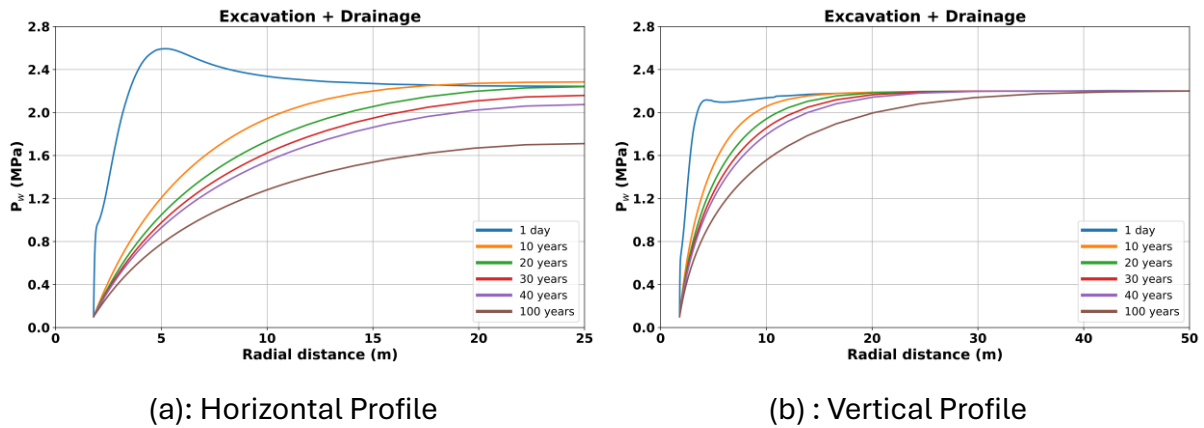 Excavation + Drainage
P_w (MPa)
2.8
2.4
2.0
1.6
1.2
0.8
0.4
0.0
0
5
10
15
20
25
Radial distance (m)
1 day
10 years
20 years
30 years
40 years
100 years
(a): Horizontal Profile
Excavation + Drainage
P_w (MPa)
2.8
2.4
2.0
1.6
1.2
0.8
0.4
0.0
0
10
20
30
40
50
Radial distance (m)
1 day
10 years
20 years
30 years
40 years
100 years
(b) : Vertical Profile